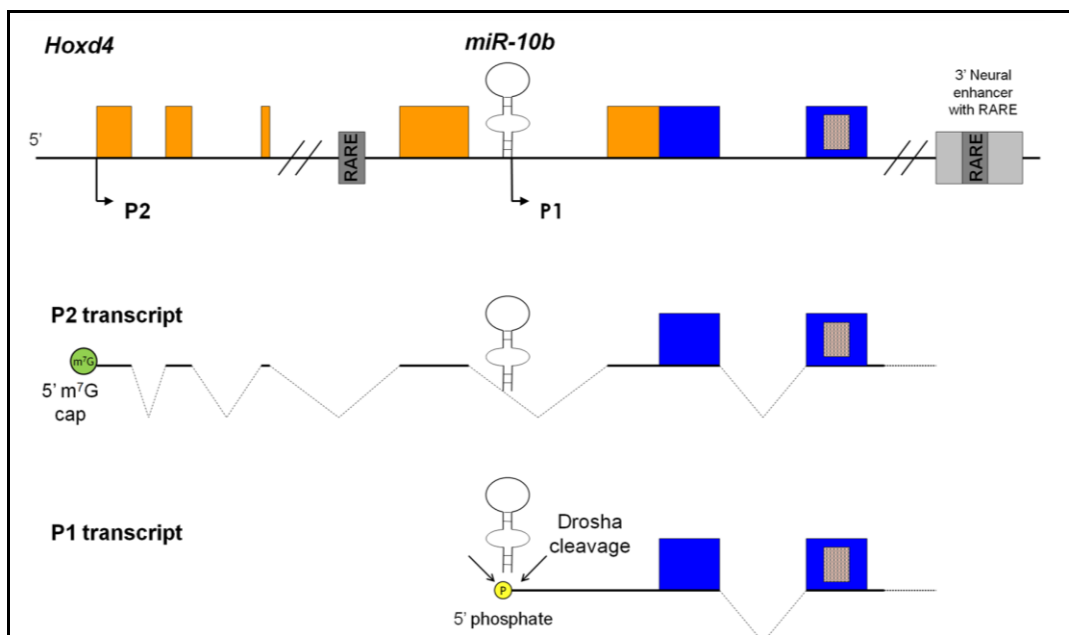 Hoxd4
miR-10b
3' Neural
enhancer
with RARE
5'
RARE
RARE
P2
P1
P2 transcript
m⁷G
5' m⁷G
cap
P1 transcript
Drosha
cleavage
P
5' phosphate